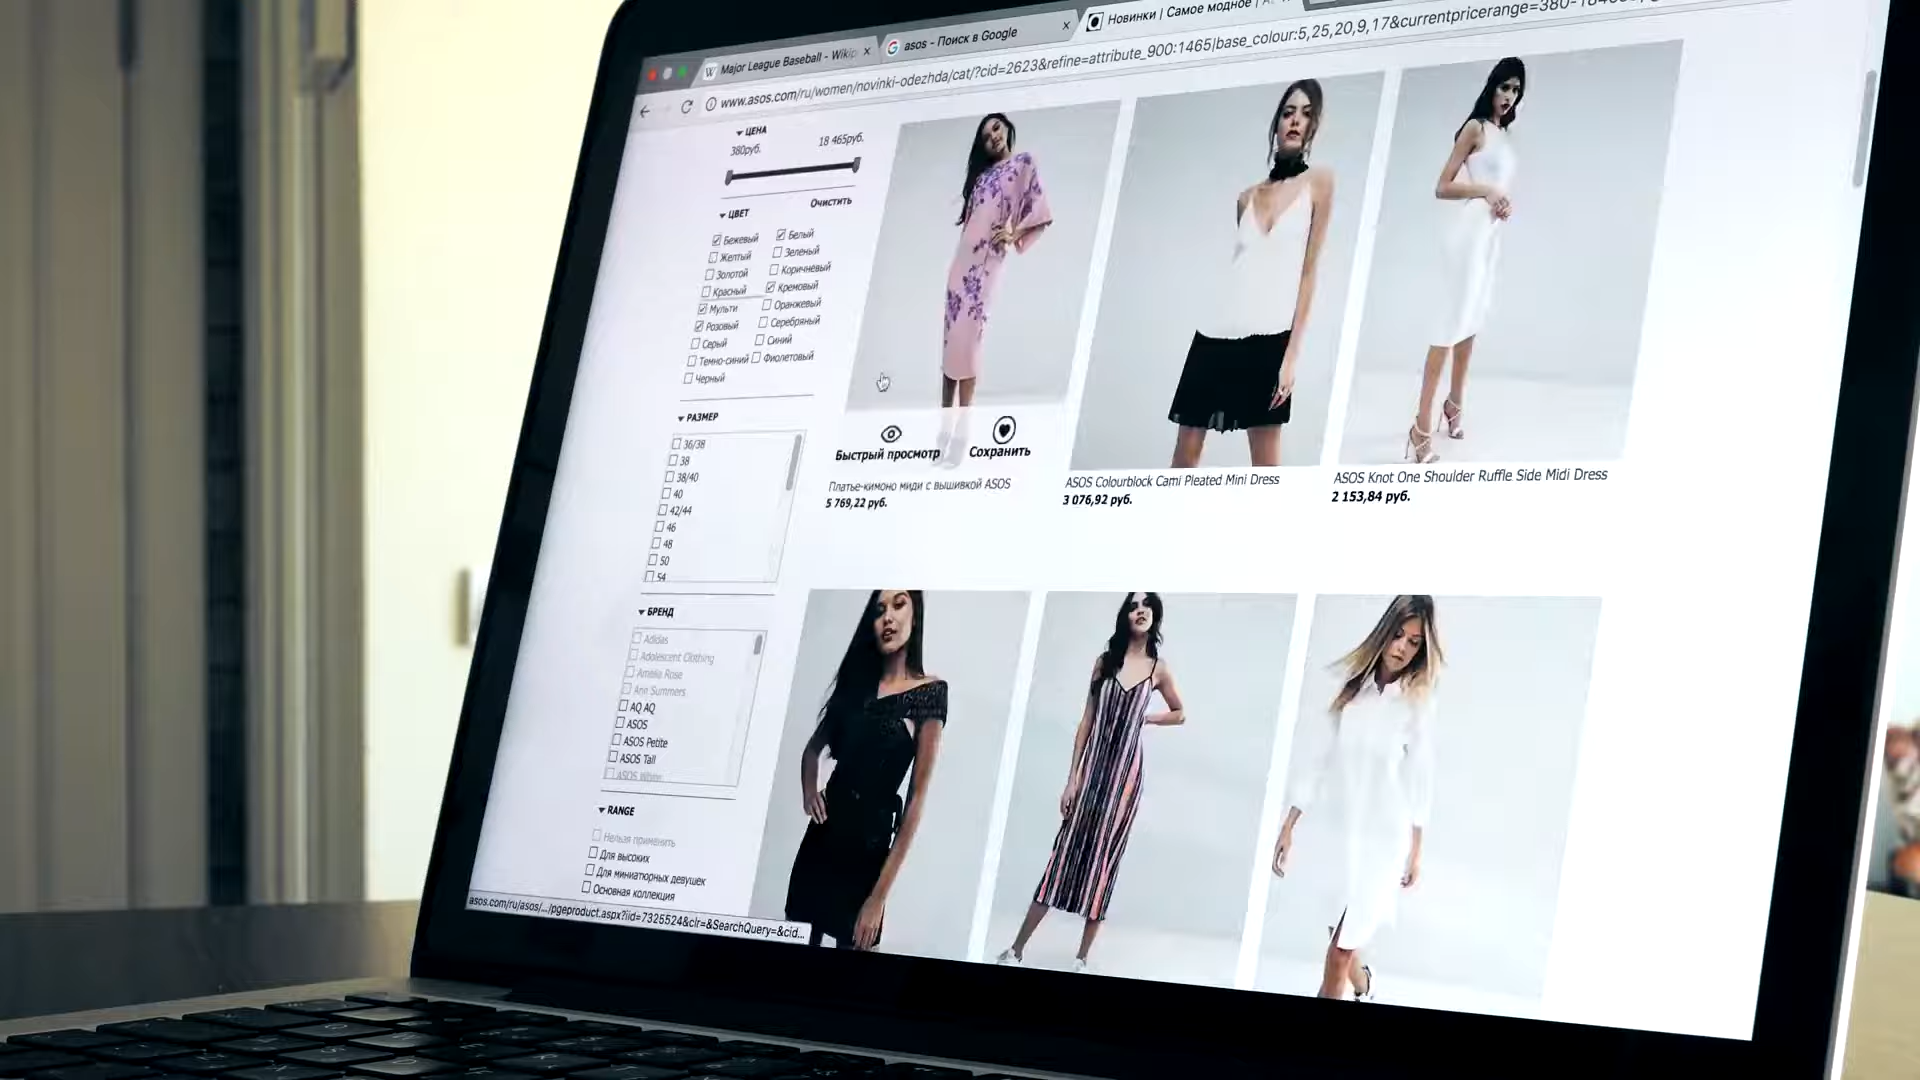 Major League Baseball - Wikip
asos - Поиск в Google
Новинки | Самое модное |
www.asos.com/ru/women/novinki-odezhda/cat/?cid=2623&refine=attribute_900:1465|base_colour:5,25,20,9,17&currentpricerange=380-
ЦЕНА
380руб.
18 465руб.
ЦВЕТ
Очистить
Бежевый
Белый
Желтый
Зеленый
Золотой
Коричневый
Красный
Кремовый
Мульти
Оранжевый
Розовый
Серебряный
Серый
Синий
Темно-синий
Фиолетовый
Черный
РАЗМЕР
36/38
38
38/40
40
42/44
46
48
50
54
БРЕНД
Adidas
Adolescent Clothing
Amelia Rose
Ann Summers
AQ AQ
ASOS
ASOS Petite
ASOS Tall
ASOS White
RANGE
Нельзя применить
Для высоких
Для миниатюрных девушек
Основная коллекция
Быстрый просмотр
Сохранить
Платье-кимоно миди с вышивкой ASOS
5 769,22 руб.
ASOS Colourblock Cami Pleated Mini Dress
3 076,92 руб.
ASOS Knot One Shoulder Ruffle Side Midi Dress
2 153,84 руб.
asos.com/ru/asos/.../pgeproduct.aspx?iid=7325524&clr=&SearchQuery=&cid...